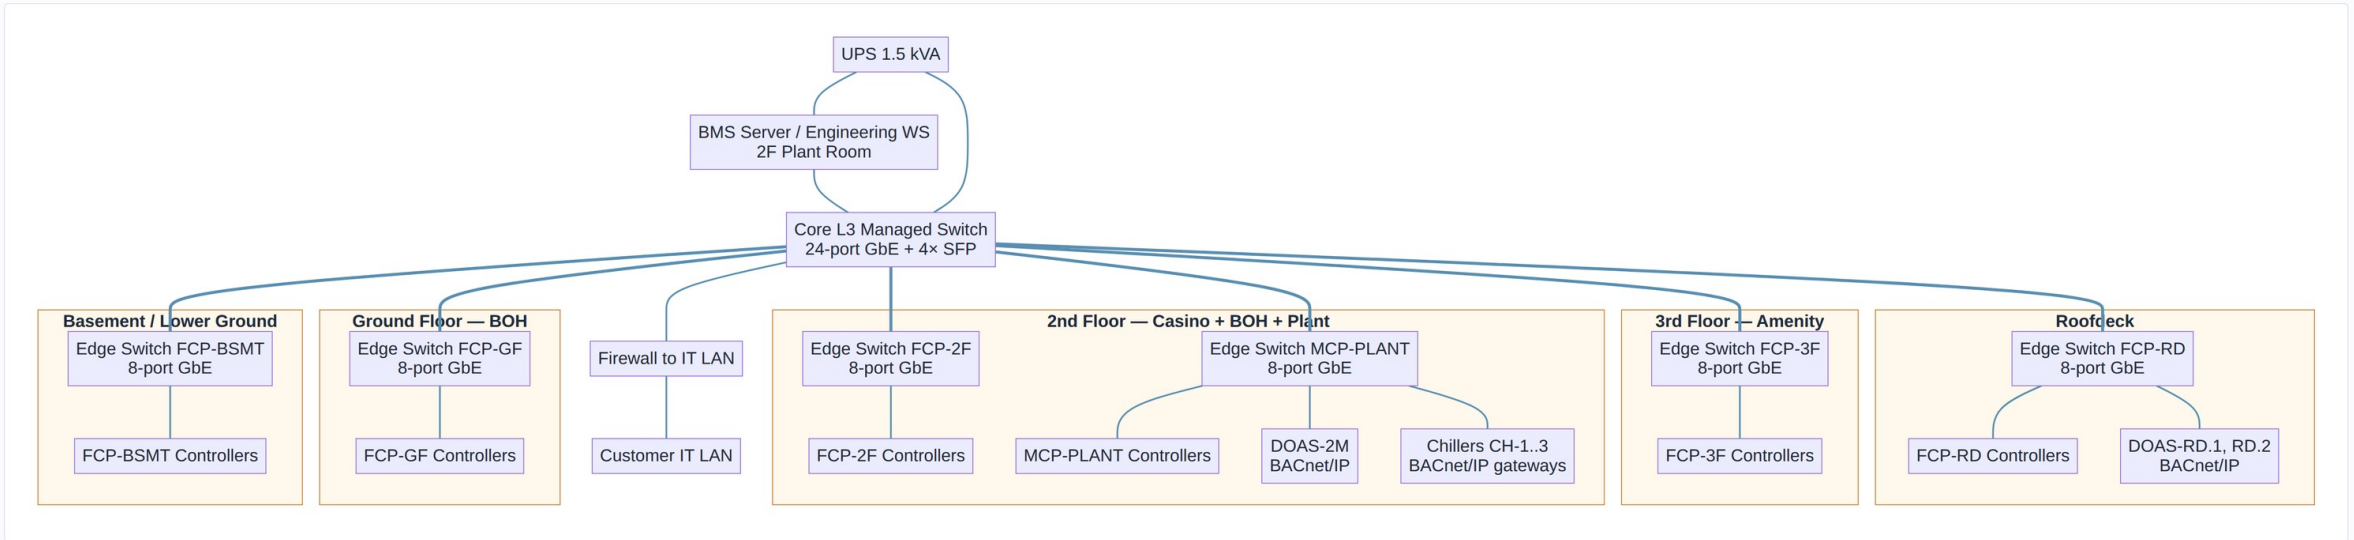 UPS 1.5 kVA
BMS Server / Engineering WS
2F Plant Room
Core L3 Managed Switch
24-port GbE + 4× SFP
Basement / Lower Ground
Edge Switch FCP-BSMT
8-port GbE
FCP-BSMT Controllers
Ground Floor — BOH
Edge Switch FCP-GF
8-port GbE
FCP-GF Controllers
Firewall to IT LAN
Customer IT LAN
2nd Floor — Casino + BOH + Plant
Edge Switch FCP-2F
8-port GbE
FCP-2F Controllers
Edge Switch MCP-PLANT
8-port GbE
MCP-PLANT Controllers
DOAS-2M
BACnet/IP
Chillers CH-1..3
BACnet/IP gateways
3rd Floor — Amenity
Edge Switch FCP-3F
8-port GbE
FCP-3F Controllers
Roofdeck
Edge Switch FCP-RD
8-port GbE
FCP-RD Controllers
DOAS-RD.1, RD.2
BACnet/IP